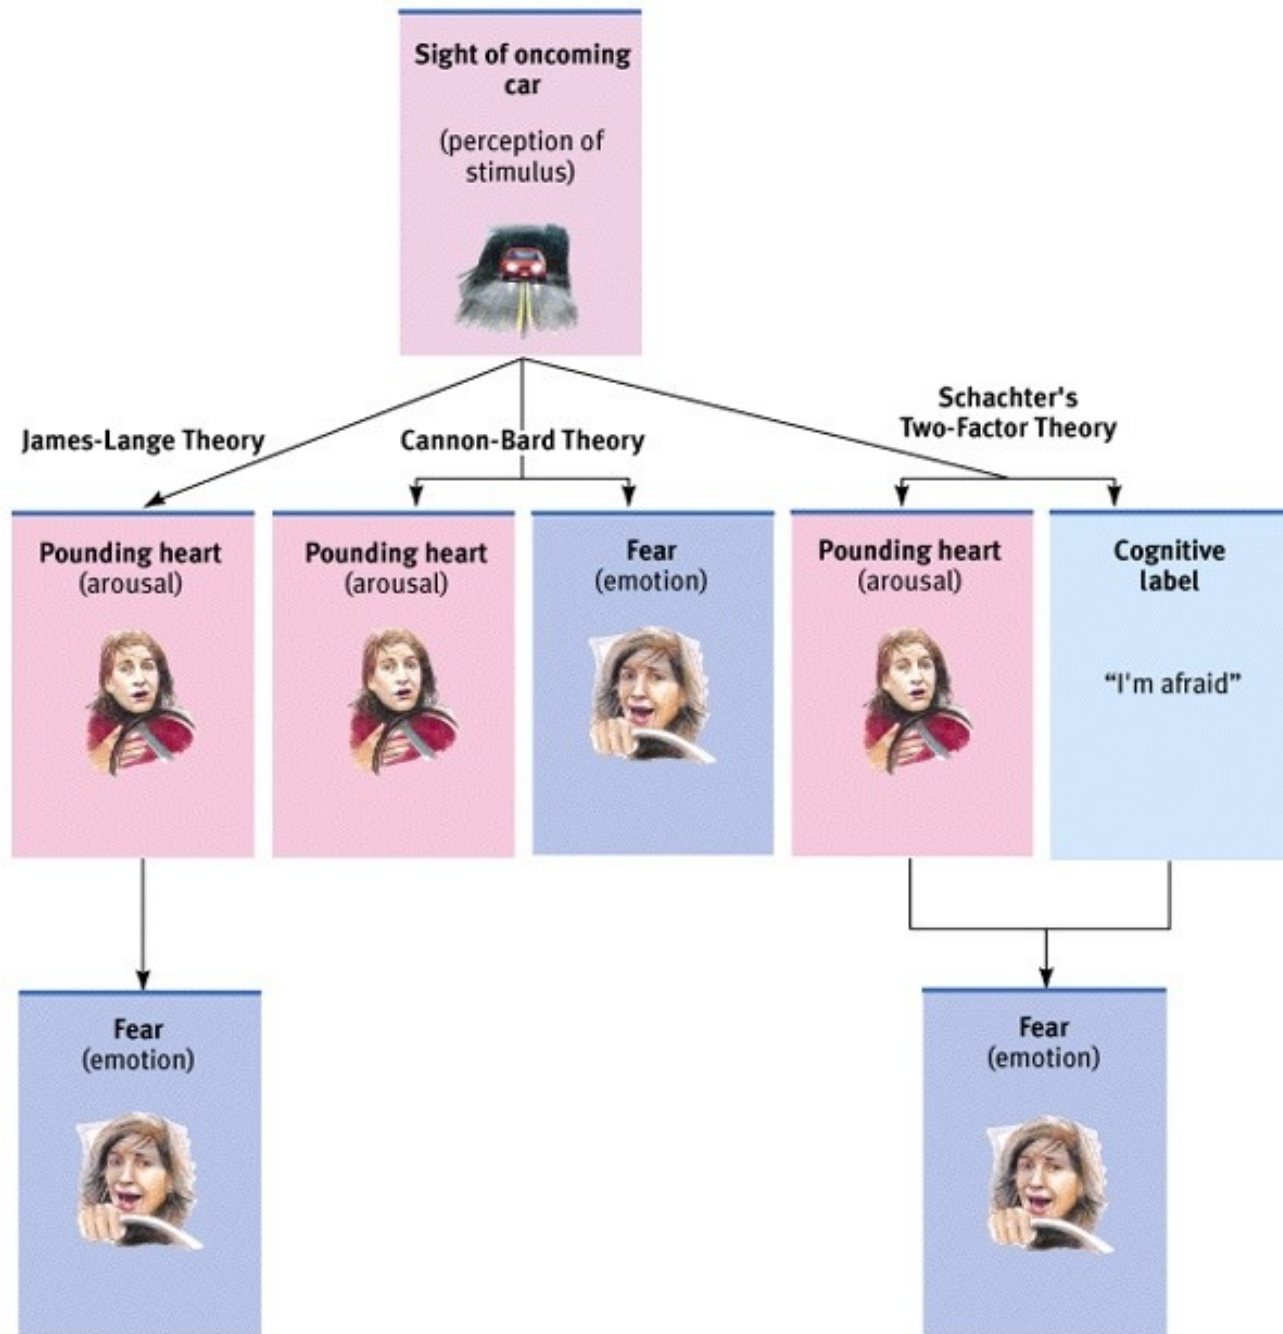 Sight of oncoming
car
(perception of
stimulus)
James-Lange Theory
Cannon-Bard Theory
Schachter's
Two-Factor Theory
Pounding heart
(arousal)
Pounding heart
(arousal)
Fear
(emotion)
Pounding heart
(arousal)
Cognitive
label
“I'm afraid”
Fear
(emotion)
Fear
(emotion)